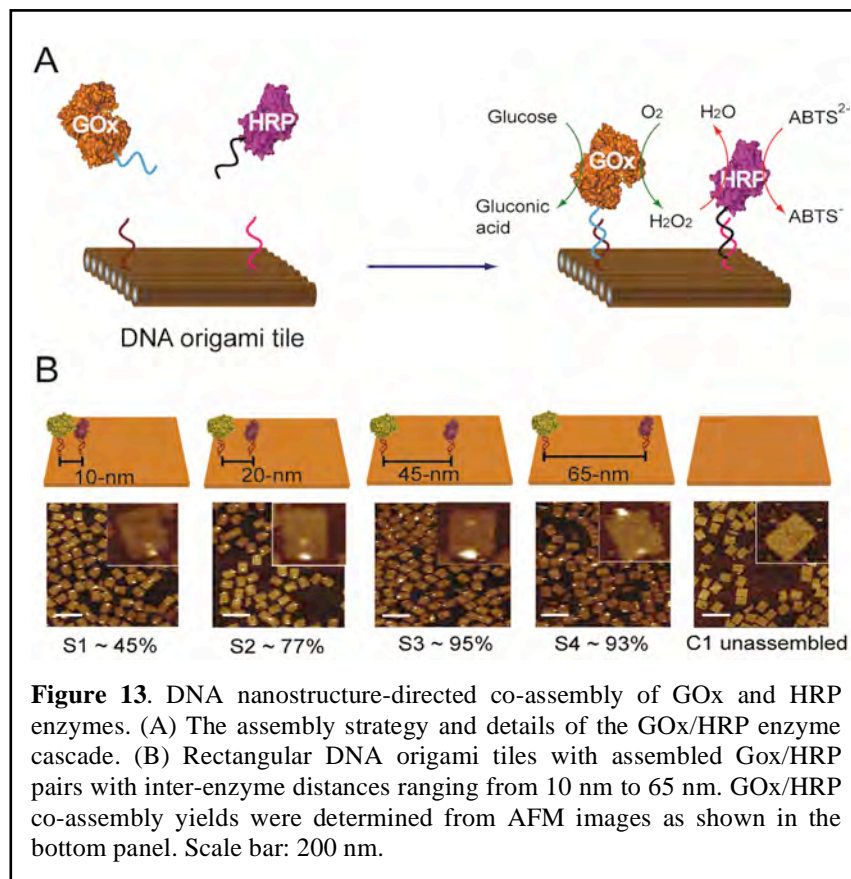 A
GOx
HRP
DNA origami tile
Glucose
O₂
H₂O
ABTS²⁻
GOx
HRP
Gluconic
acid
H₂O₂
ABTS⁻
B
10-nm
20-nm
45-nm
65-nm
S1 ~ 45%
S2 ~ 77%
S3 ~ 95%
S4 ~ 93%
C1 unassembled
Figure 13. DNA nanostructure-directed co-assembly of GOx and HRP
enzymes. (A) The assembly strategy and details of the GOx/HRP enzyme
cascade. (B) Rectangular DNA origami tiles with assembled Gox/HRP
pairs with inter-enzyme distances ranging from 10 nm to 65 nm. GOx/HRP
co-assembly yields were determined from AFM images as shown in the
bottom panel. Scale bar: 200 nm.